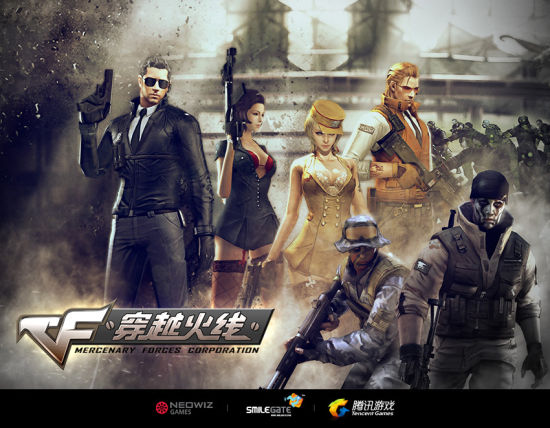 CF 穿越火线
MERCENARY FORCES CORPORATION
NEOWIZ GAMES
SMILEGATE
腾讯游戏
Tencent Games